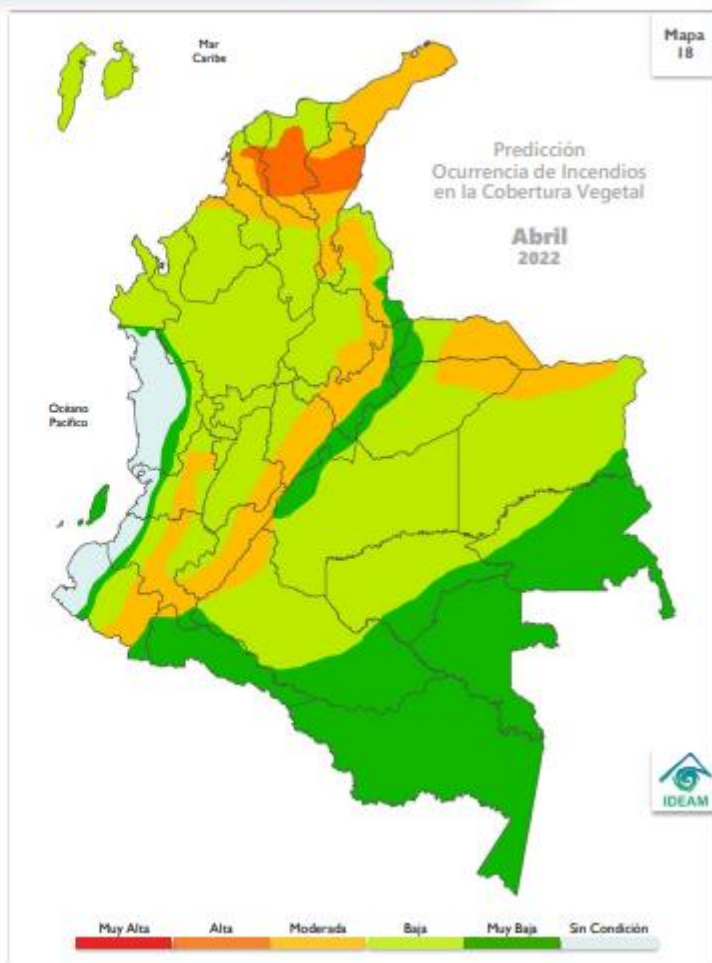 Mapa
18
Mar
Caribe
Predicción
Ocurrencia de Incendios
en la Cobertura Vegetal
Abril
2022
Océano
Pacífico
IDEAM
Muy Alta Alta Moderada Baja Muy Baja Sin Condición